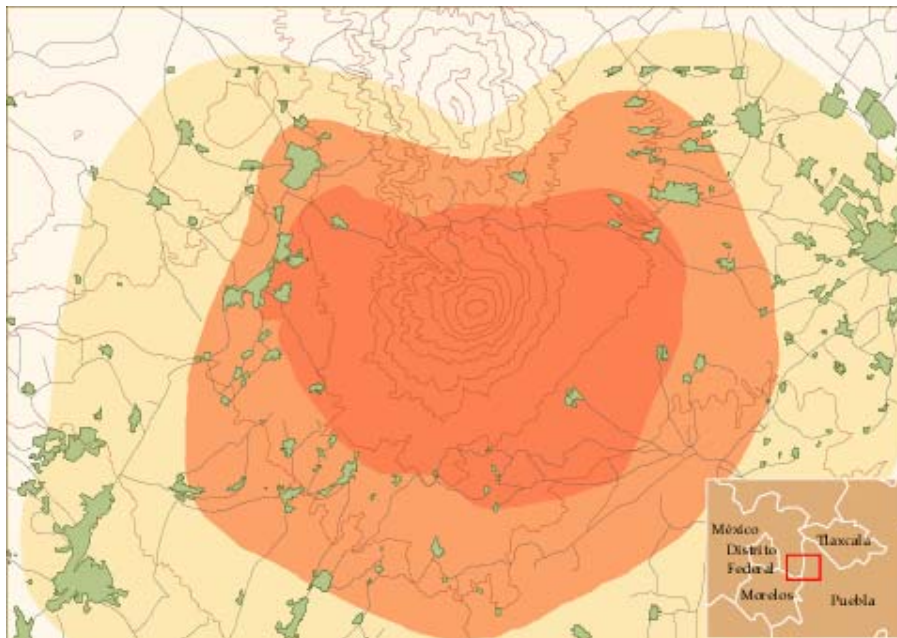 México
Tlaxcala
Distrito
Federal
Morelos
Puebla